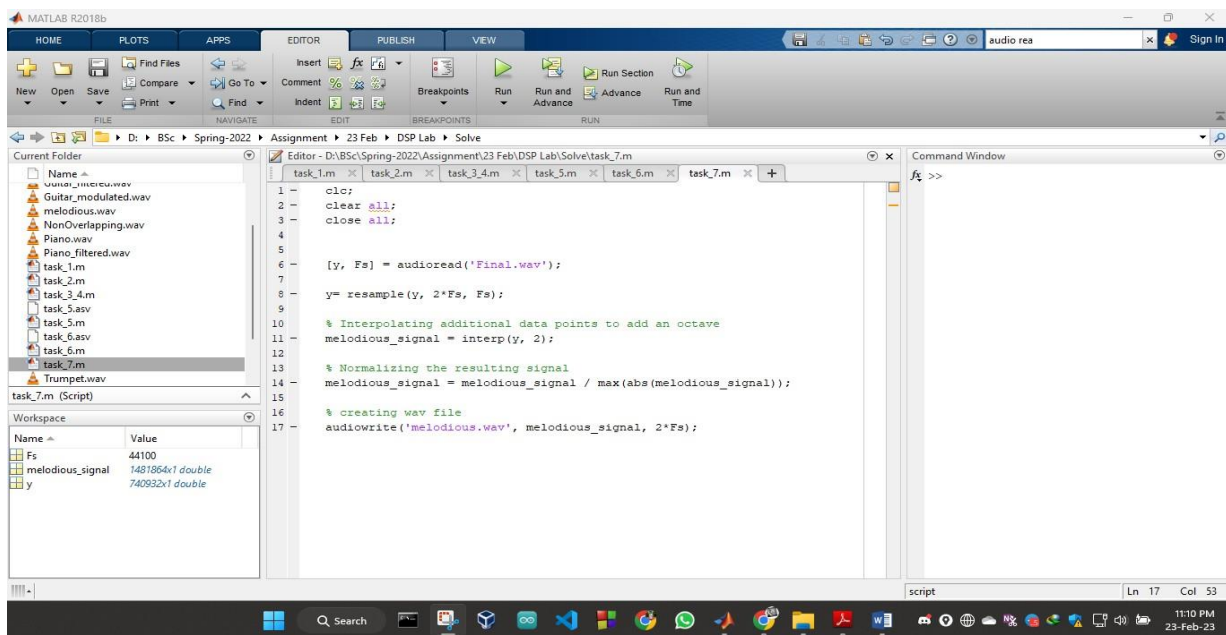 MATLAB R2018b
HOME PLOTS APPS EDITOR PUBLISH VIEW audio rea Sign In
Find Files Insert fx
Compare Go To Comment % Run Section
New Open Save Print Find Indent Breakpoints Run Run and Advance Advance Run and Time
FILE NAVIGATE EDIT BREAKPOINTS RUN
D: BSc Spring-2022 Assignment 23 Feb DSP Lab Solve
Current Folder
Name
Guitar_filtered.wav
Guitar_modulated.wav
melodious.wav
NonOverlapping.wav
Piano.wav
Piano_filtered.wav
task_1.m
task_2.m
task_3_4.m
task_5.asv
task_5.m
task_6.asv
task_6.m
task_7.m
Trumpet.wav
task_7.m (Script)
Workspace
Name Value
Fs 44100
melodious_signal 1481864x1 double
y 740932x1 double
Editor - D:\BSc\Spring-2022\Assignment\23 Feb\DSP Lab\Solve\task_7.m
task_1.m task_2.m task_3_4.m task_5.m task_6.m task_7.m +
1 - clc;
2 - clear all;
3 - close all;
4
5
6 - [y, Fs] = audioread('Final.wav');
7
8 - y= resample(y, 2*Fs, Fs);
9
10 % Interpolating additional data points to add an octave
11 - melodious_signal = interp(y, 2);
12
13 % Normalizing the resulting signal
14 - melodious_signal = melodious_signal / max(abs(melodious_signal));
15
16 % creating wav file
17 - audiowrite('melodious.wav', melodious_signal, 2*Fs);
Command Window
fx >>
script Ln 17 Col 53
Search
11:10 PM
23-Feb-23